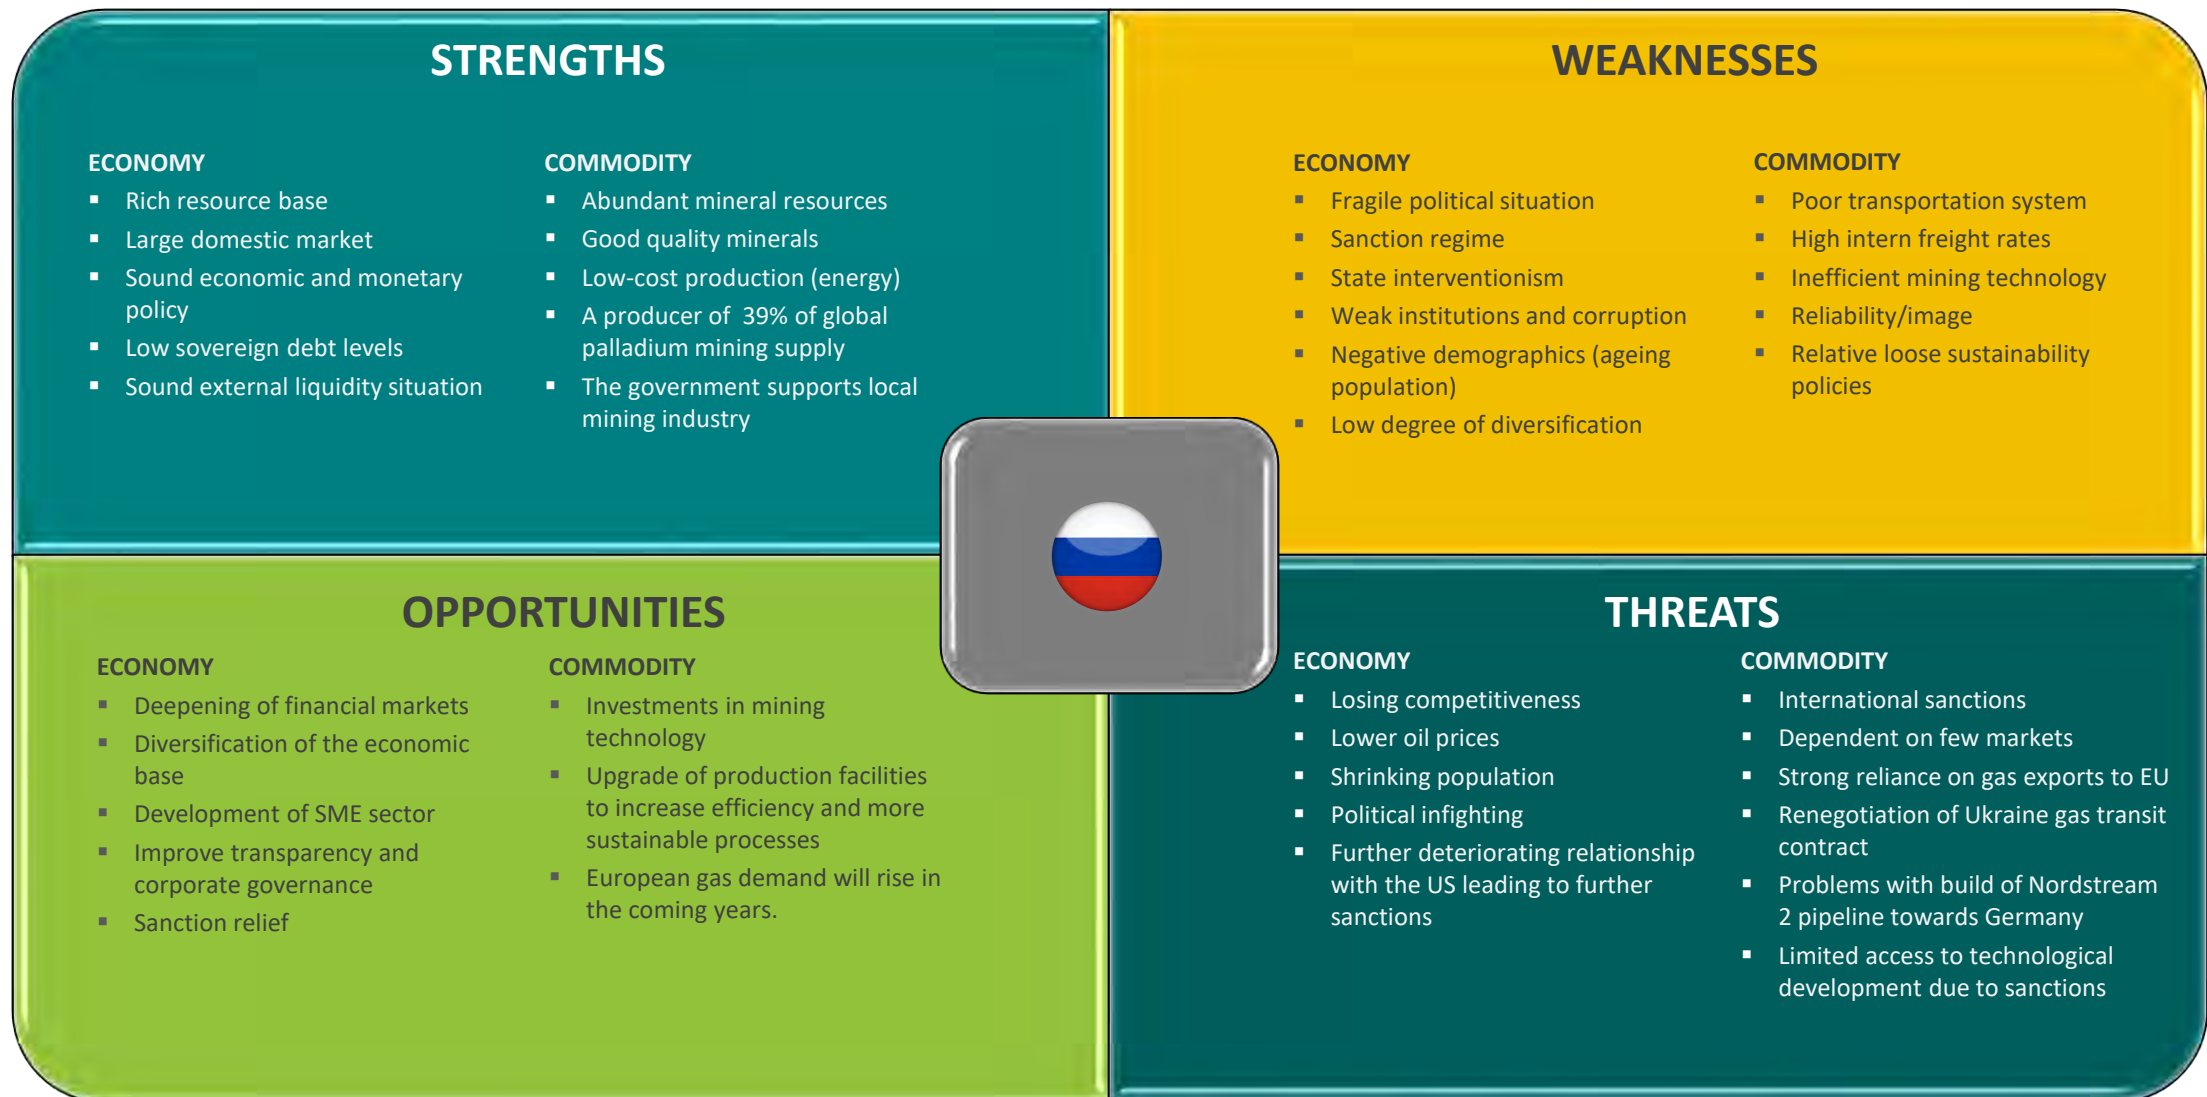 STRENGTHS
ECONOMY
▪ Rich resource base
▪ Large domestic market
▪ Sound economic and monetary
policy
▪ Low sovereign debt levels
▪ Sound external liquidity situation
COMMODITY
▪ Abundant mineral resources
▪ Good quality minerals
▪ Low-cost production (energy)
▪ A producer of 39% of global
palladium mining supply
▪ The government supports local
mining industry
WEAKNESSES
ECONOMY
▪ Fragile political situation
▪ Sanction regime
▪ State interventionism
▪ Weak institutions and corruption
▪ Negative demographics (ageing
population)
▪ Low degree of diversification
COMMODITY
▪ Poor transportation system
▪ High intern freight rates
▪ Inefficient mining technology
▪ Reliability/image
▪ Relative loose sustainability
policies
OPPORTUNITIES
ECONOMY
▪ Deepening of financial markets
▪ Diversification of the economic
base
▪ Development of SME sector
▪ Improve transparency and
corporate governance
▪ Sanction relief
COMMODITY
▪ Investments in mining
technology
▪ Upgrade of production facilities
to increase efficiency and more
sustainable processes
▪ European gas demand will rise in
the coming years.
THREATS
ECONOMY
▪ Losing competitiveness
▪ Lower oil prices
▪ Shrinking population
▪ Political infighting
▪ Further deteriorating relationship
with the US leading to further
sanctions
COMMODITY
▪ International sanctions
▪ Dependent on few markets
▪ Strong reliance on gas exports to EU
▪ Renegotiation of Ukraine gas transit
contract
▪ Problems with build of Nordstream
2 pipeline towards Germany
▪ Limited access to technological
development due to sanctions